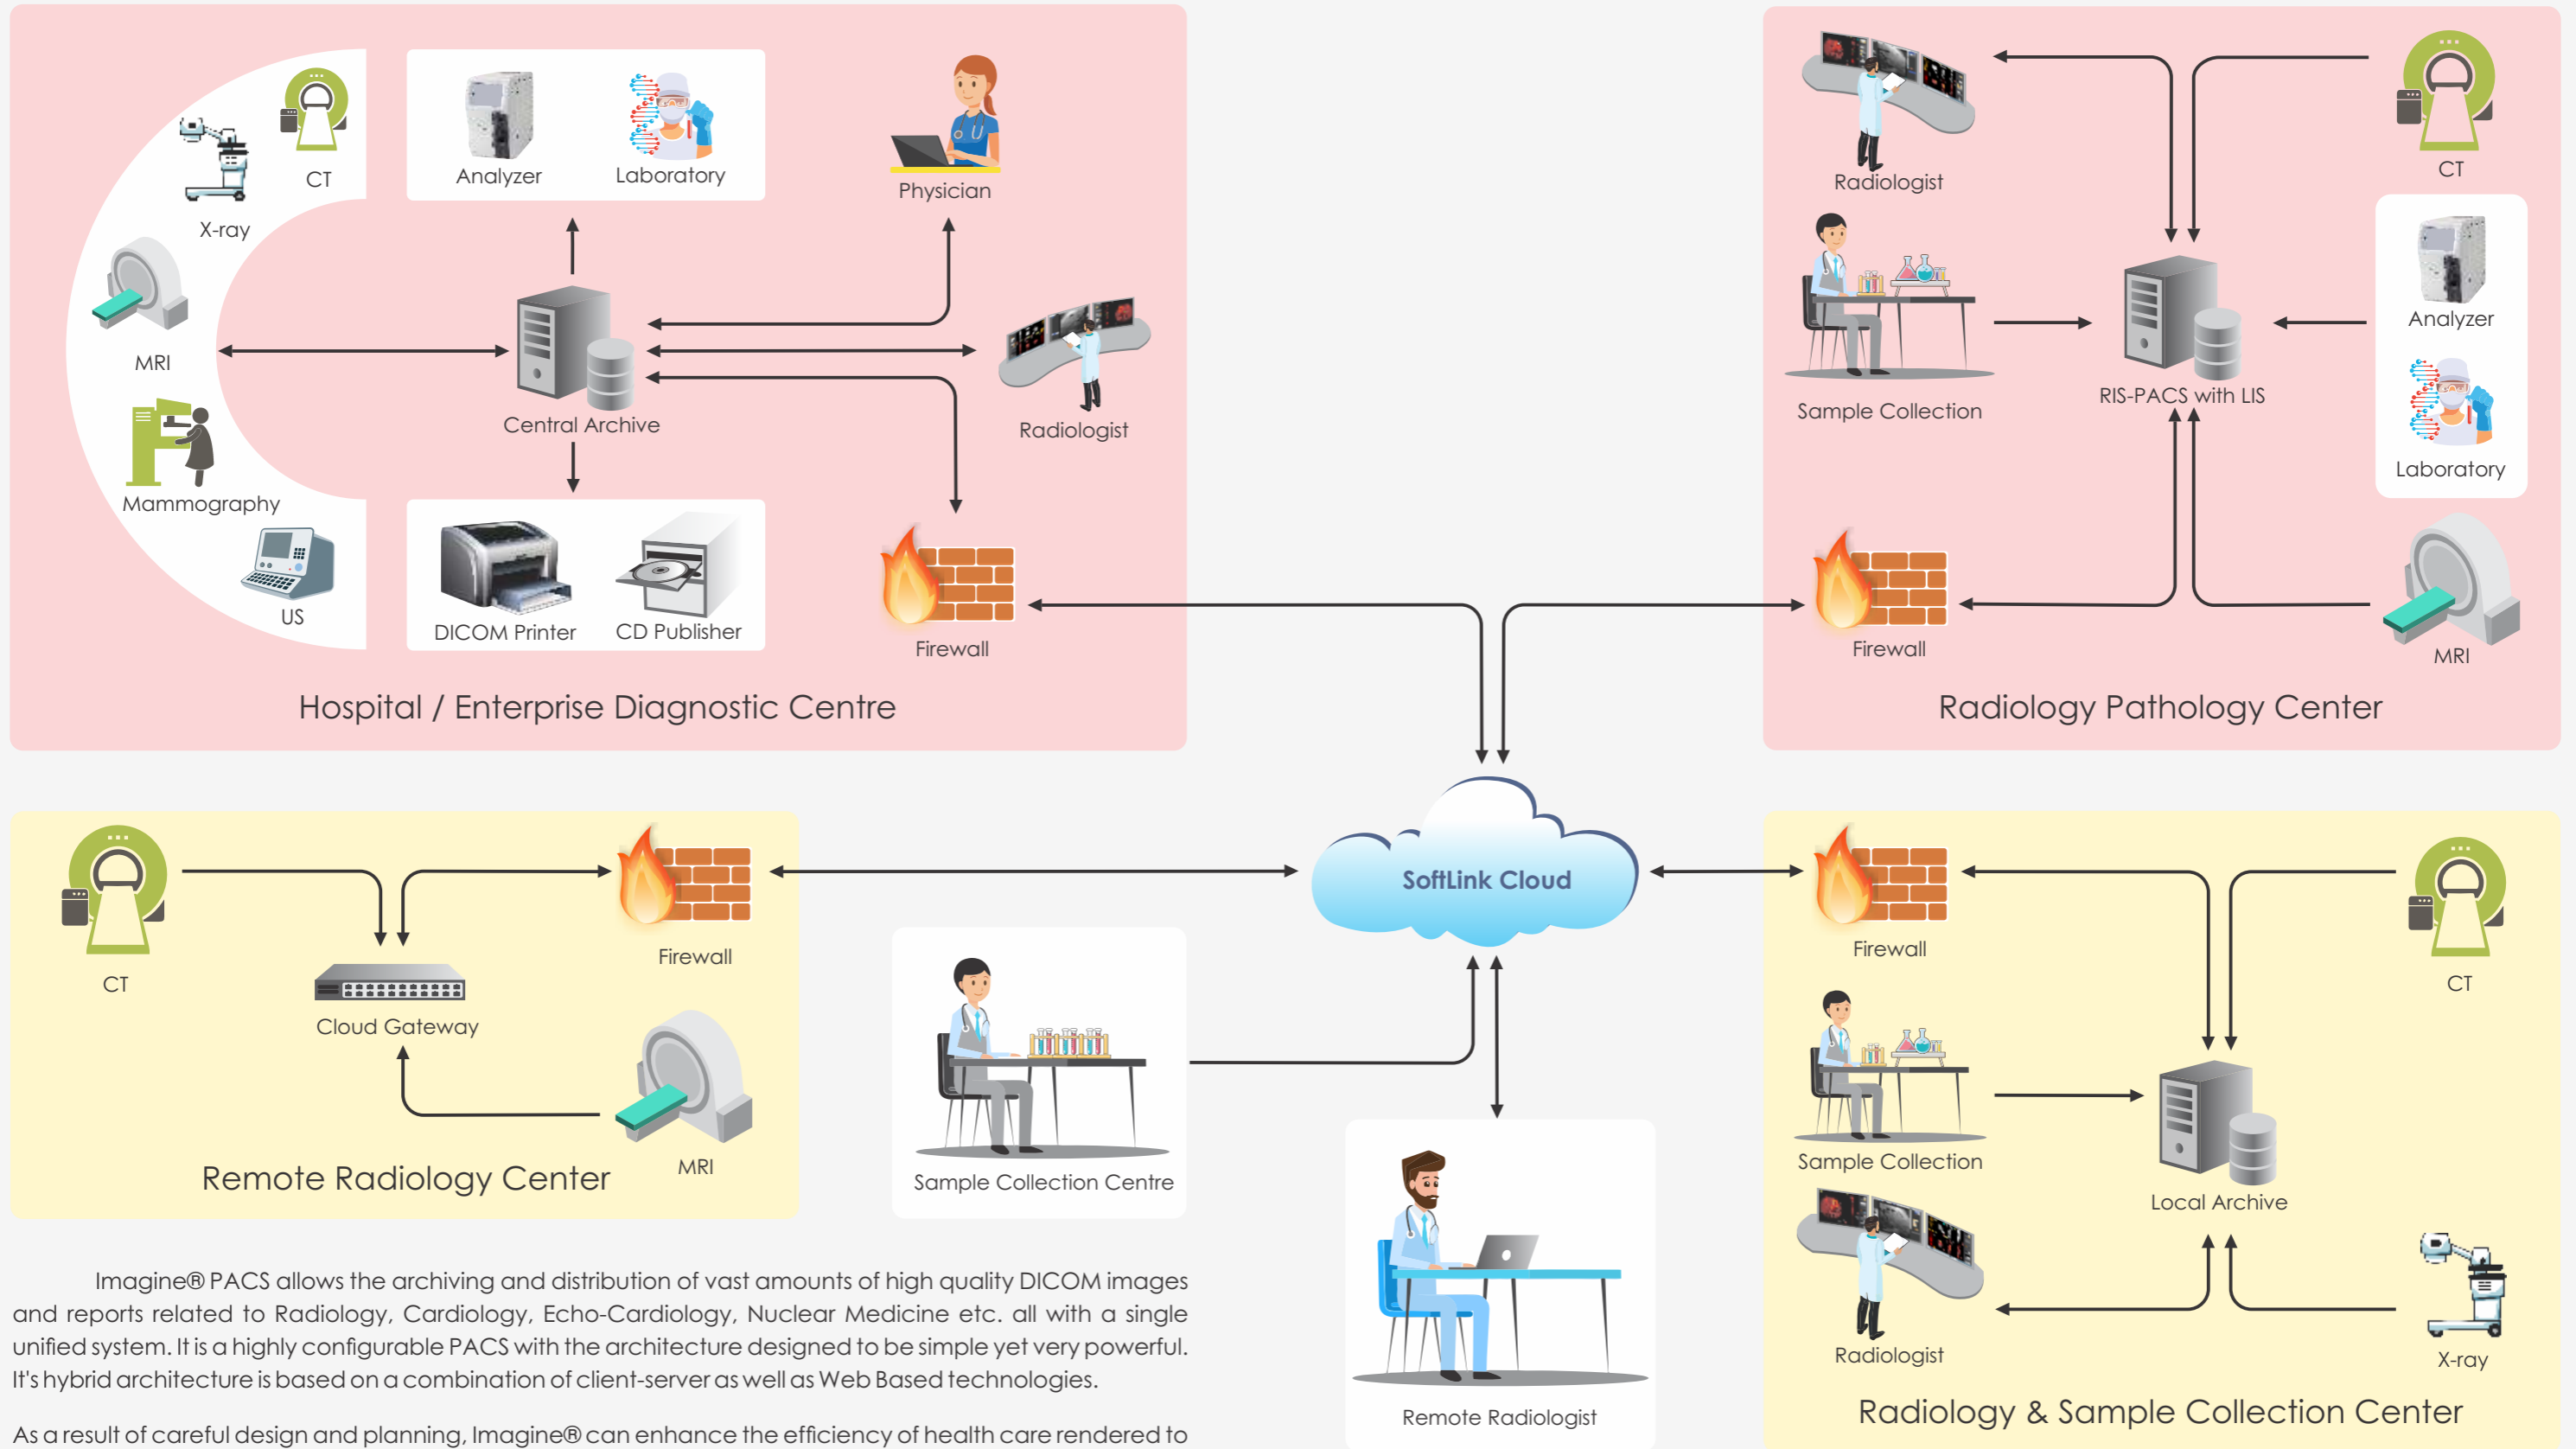 CT
Analyzer
Laboratory
Physician
X-ray
MRI
Central Archive
Radiologist
Mammography
US
DICOM Printer
CD Publisher
Firewall
Hospital / Enterprise Diagnostic Centre
Radiologist
CT
Sample Collection
RIS-PACS with LIS
Analyzer
Laboratory
Firewall
MRI
Radiology Pathology Center
CT
Firewall
Cloud Gateway
MRI
Remote Radiology Center
SoftLink Cloud
Sample Collection Centre
Remote Radiologist
Firewall
CT
Sample Collection
Local Archive
Radiologist
X-ray
Radiology & Sample Collection Center
Imagine® PACS allows the archiving and distribution of vast amounts of high quality DICOM images
and reports related to Radiology, Cardiology, Echo-Cardiology, Nuclear Medicine etc. all with a single
unified system. It is a highly configurable PACS with the architecture designed to be simple yet very powerful.
It's hybrid architecture is based on a combination of client-server as well as Web Based technologies.
As a result of careful design and planning, Imagine® can enhance the efficiency of health care rendered to